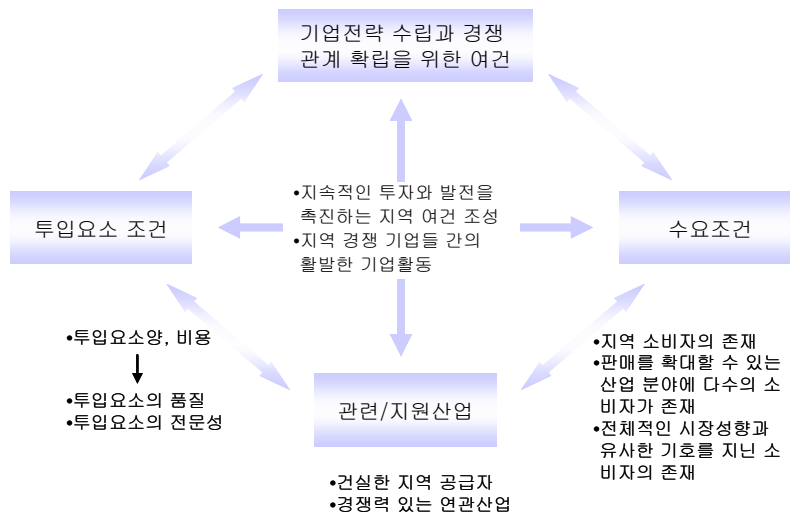 기업전략 수립과 경쟁
관계 확립을 위한 여건
투입요소 조건
•지속적인 투자와 발전을
촉진하는 지역 여건 조성
•지역 경쟁 기업들 간의
활발한 기업활동
수요조건
•투입요소양, 비용
•투입요소의 품질
•투입요소의 전문성
관련/지원산업
•건실한 지역 공급자
•경쟁력 있는 연관산업
•지역 소비자의 존재
•판매를 확대할 수 있는
산업 분야에 다수의 소
비자가 존재
•전체적인 시장성향과
유사한 기호를 지닌 소
비자의 존재